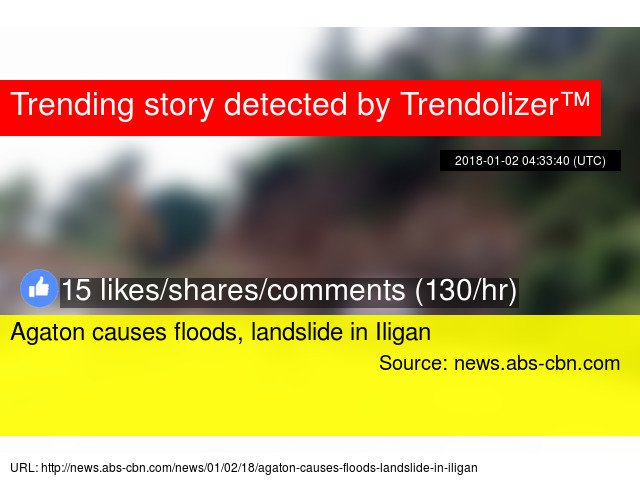 Trending story detected by Trendolizer™
2018-01-02 04:33:40 (UTC)
15 likes/shares/comments (130/hr)
Agaton causes floods, landslide in Iligan
Source: news.abs-cbn.com
URL: http://news.abs-cbn.com/news/01/02/18/agaton-causes-floods-landslide-in-iligan